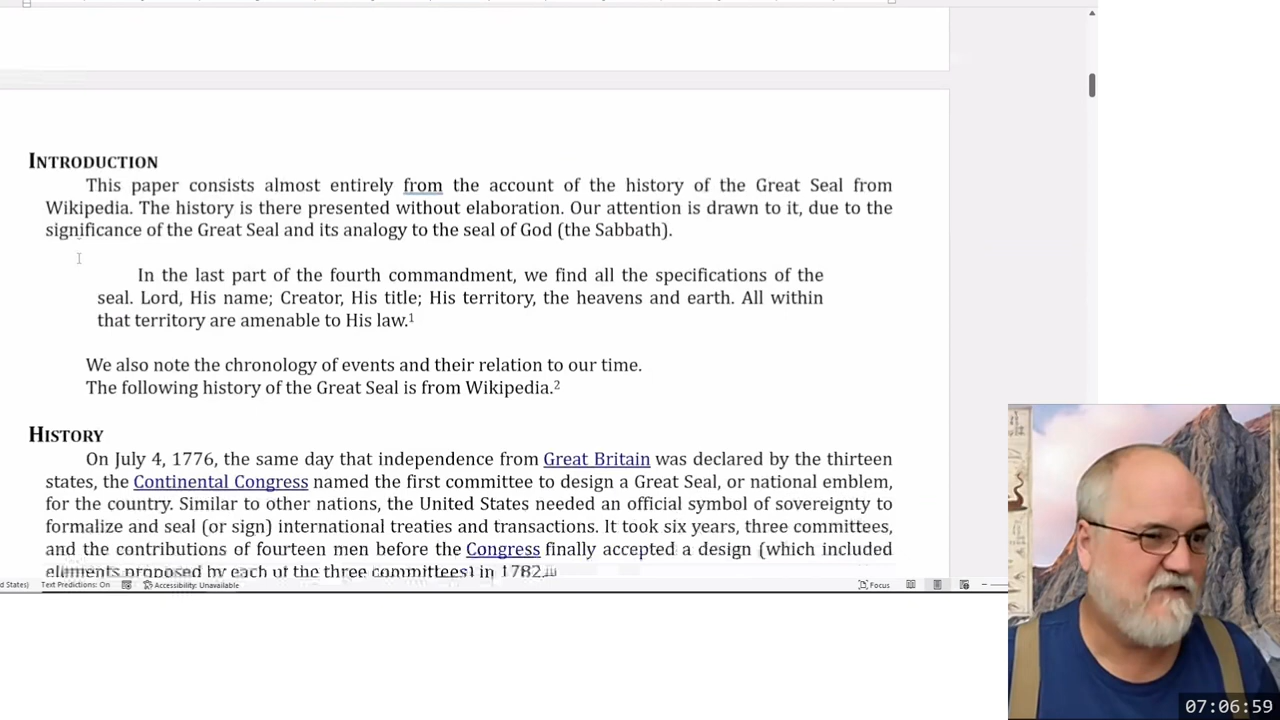 INTRODUCTION
This paper consists almost entirely from the account of the history of the Great Seal from
Wikipedia. The history is there presented without elaboration. Our attention is drawn to it, due to the
significance of the Great Seal and its analogy to the seal of God (the Sabbath).
In the last part of the fourth commandment, we find all the specifications of the
seal. Lord, His name; Creator, His title; His territory, the heavens and earth. All within
that territory are amenable to His law.1
We also note the chronology of events and their relation to our time.
The following history of the Great Seal is from Wikipedia.2
HISTORY
On July 4, 1776, the same day that independence from Great Britain was declared by the thirteen
states, the Continental Congress named the first committee to design a Great Seal, or national emblem,
for the country. Similar to other nations, the United States needed an official symbol of sovereignty to
formalize and seal (or sign) international treaties and transactions. It took six years, three committees,
and the contributions of fourteen men before the Congress finally accepted a design (which included
elements proposed by each of the three committees) in 1782.
d States) Text Predictions: On Accessibility: Unavailable Focus
07:06:59